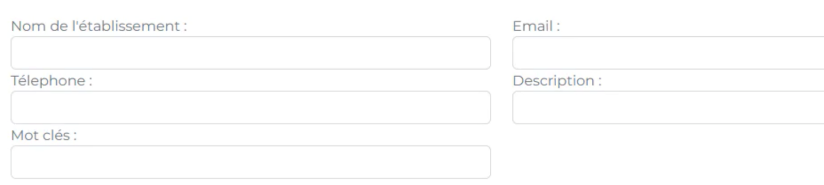 Nom de l'établissement :
Email :
Télephone :
Description :
Mot clés :